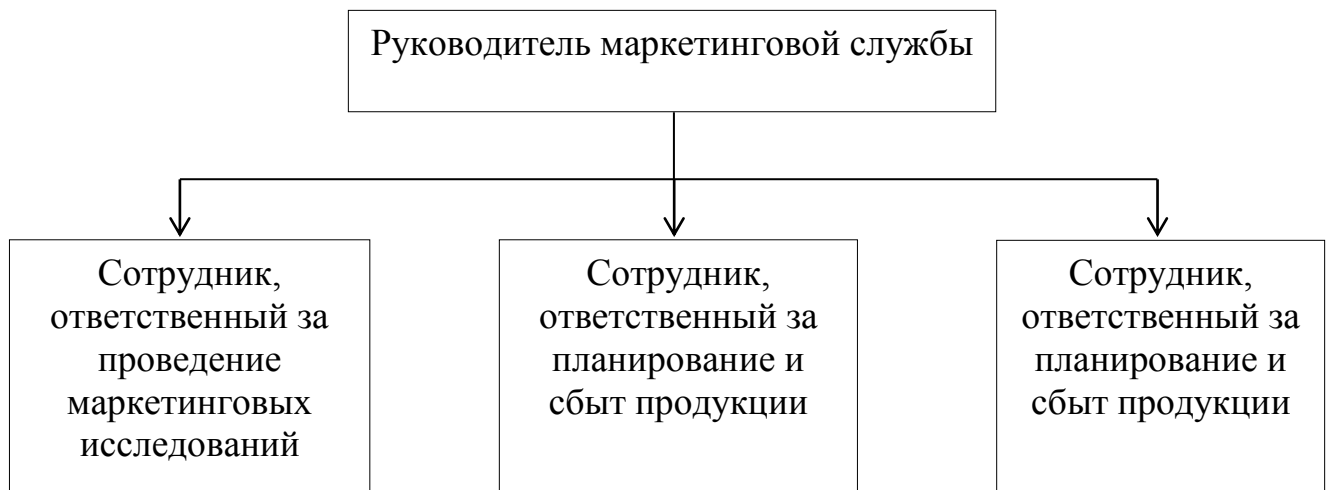 Руководитель маркетинговой службы
Сотрудник,
ответственный за
проведение
маркетинговых
исследований
Сотрудник,
ответственный за
планирование и
сбыт продукции
Сотрудник,
ответственный за
планирование и
сбыт продукции